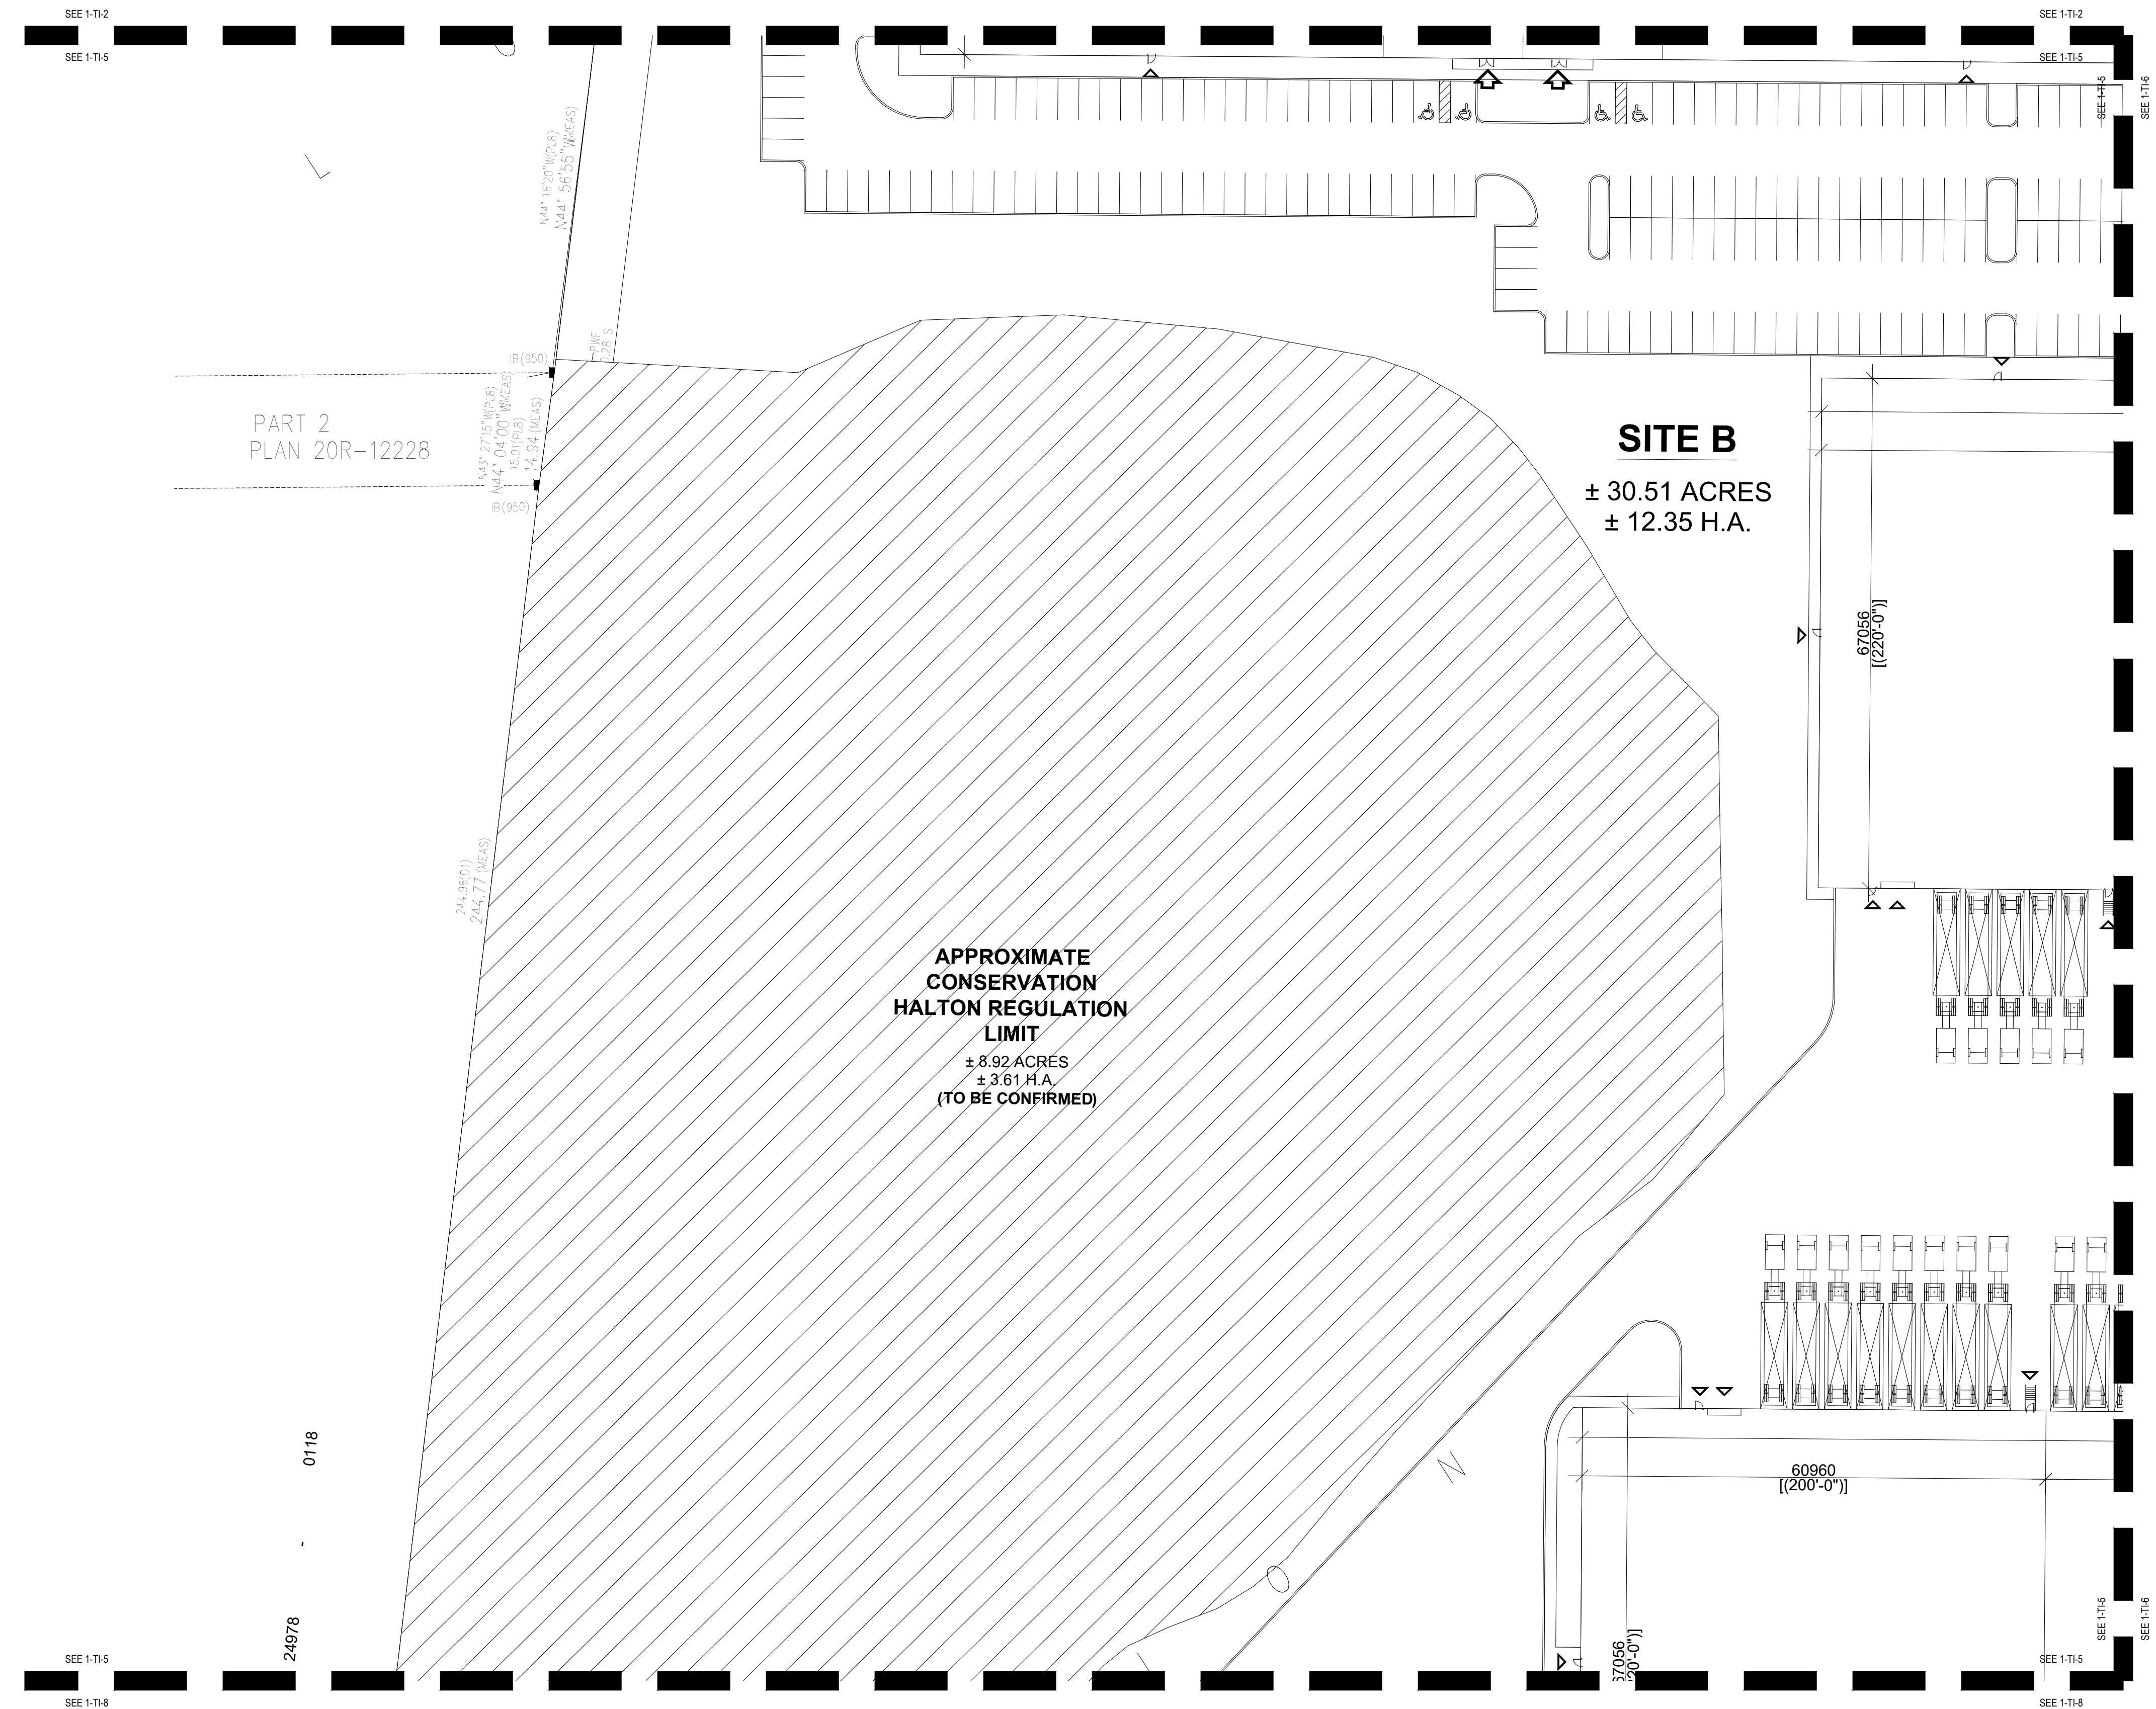 SEE 1-TI-2
SEE 1-TI-2
SEE 1-TI-5
SEE 1-TI-5
SEE 1-TI-5
SEE 1-TI-6
N44° 16'20"W(PL8)
N44° 56'55"W(MEAS)
PWF
0.28 S
IB(950)
PART 2
PLAN 20R-12228
N43° 27'15"W(PL8)
N44° 04'00"W(MEAS)
15.01(PL8)
14.94 (MEAS)
IB(950)
SITE B
± 30.51 ACRES
± 12.35 H.A.
67056
[(220'-0")]
244.96(D1)
244.77 (MEAS)
APPROXIMATE
CONSERVATION
HALTON REGULATION
LIMIT
± 8.92 ACRES
± 3.61 H.A.
(TO BE CONFIRMED)
0118
-
24978
L
N
60960
[(200'-0")]
67056
20'-0")]
SEE 1-TI-5
SEE 1-TI-6
SEE 1-TI-5
SEE 1-TI-5
SEE 1-TI-8
SEE 1-TI-8